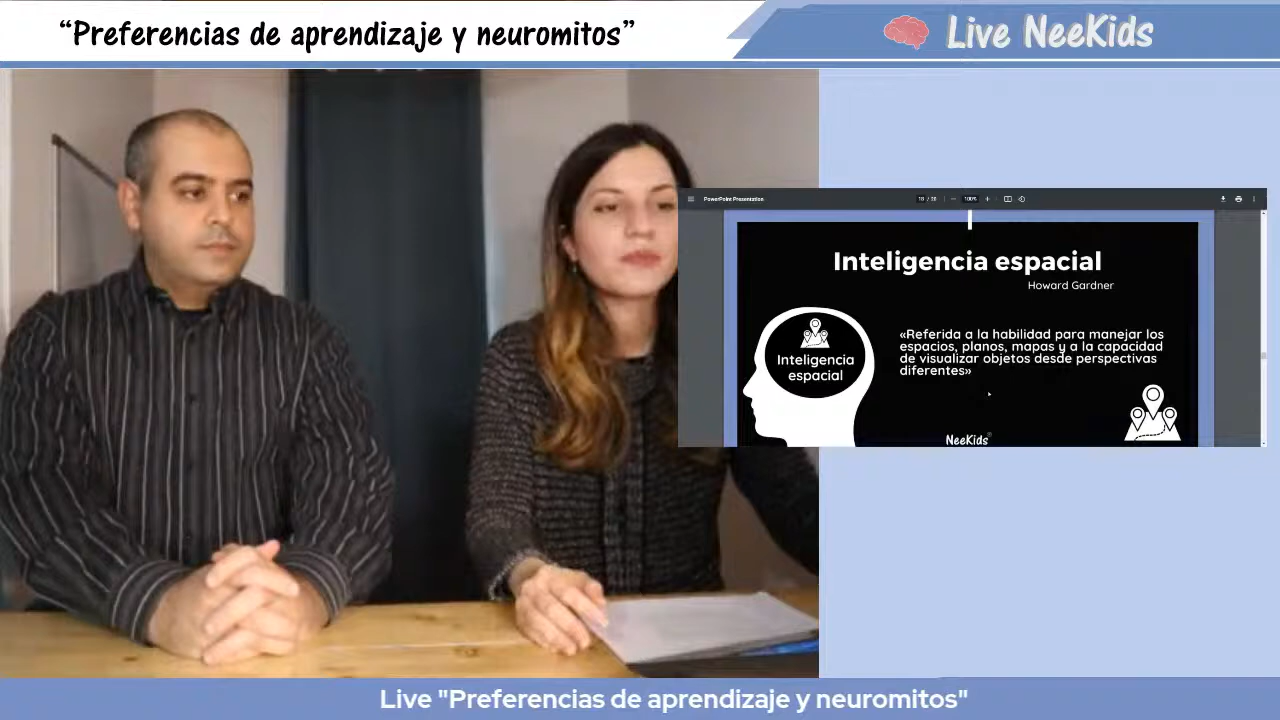 “Preferencias de aprendizaje y neuromitos”
Live NeeKids
PowerPoint Presentation
100%
Inteligencia espacial
Howard Gardner
Inteligencia
espacial
«Referida a la habilidad para manejar los
espacios, planos, mapas y a la capacidad
de visualizar objetos desde perspectivas
diferentes»
NeeKids
Live "Preferencias de aprendizaje y neuromitos"